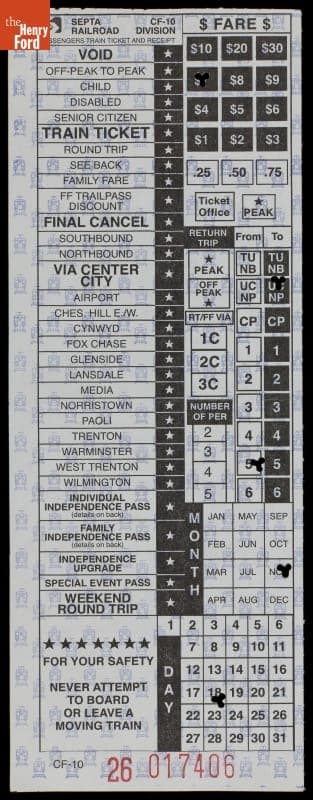 the
Henry
Ford
SEPTA CF-10
RAILROAD DIVISION
PASSENGERS TRAIN TICKET AND RECEIPT
VOID
OFF-PEAK TO PEAK
CHILD
DISABLED
SENIOR CITIZEN
TRAIN TICKET
ROUND TRIP
SEE BACK
FAMILY FARE
FF TRAILPASS
DISCOUNT
FINAL CANCEL
SOUTHBOUND
NORTHBOUND
VIA CENTER
CITY
AIRPORT
CHES. HILL E./W.
CYNWYD
FOX CHASE
GLENSIDE
LANSDALE
MEDIA
NORRISTOWN
PAOLI
TRENTON
WARMINSTER
WEST TRENTON
WILMINGTON
INDIVIDUAL
INDEPENDENCE PASS
(details on back)
FAMILY
INDEPENDENCE PASS
(details on back)
INDEPENDENCE
UPGRADE
SPECIAL EVENT PASS
WEEKEND
ROUND TRIP
★★★★★★★
FOR YOUR SAFETY
NEVER ATTEMPT
TO BOARD
OR LEAVE A
MOVING TRAIN
$ FARE $
$10 $20 $30
$8 $9
$4 $5 $6
$1 $2 $3
.25 .50 .75
Ticket
Office
★
PEAK
RETURN
TRIP
★
PEAK
OFF
PEAK
★
RT/FF VIA
1C
2C
3C
NUMBER
OF PER
2
3
4
5
From To
TU TU
NB NB
UC
NP NP
CP CP
1 1
2 2
3 3
4 4
5 5
6 6
MONTH
JAN MAY SEP
FEB JUN OCT
MAR JUL
APR AUG DEC
DAY
1 2 3 4 5 6
7 8 9 10 11
12 13 14 15 16
17 18 19 20 21
22 23 24 25 26
27 28 29 30 31
CF-10 26 017406